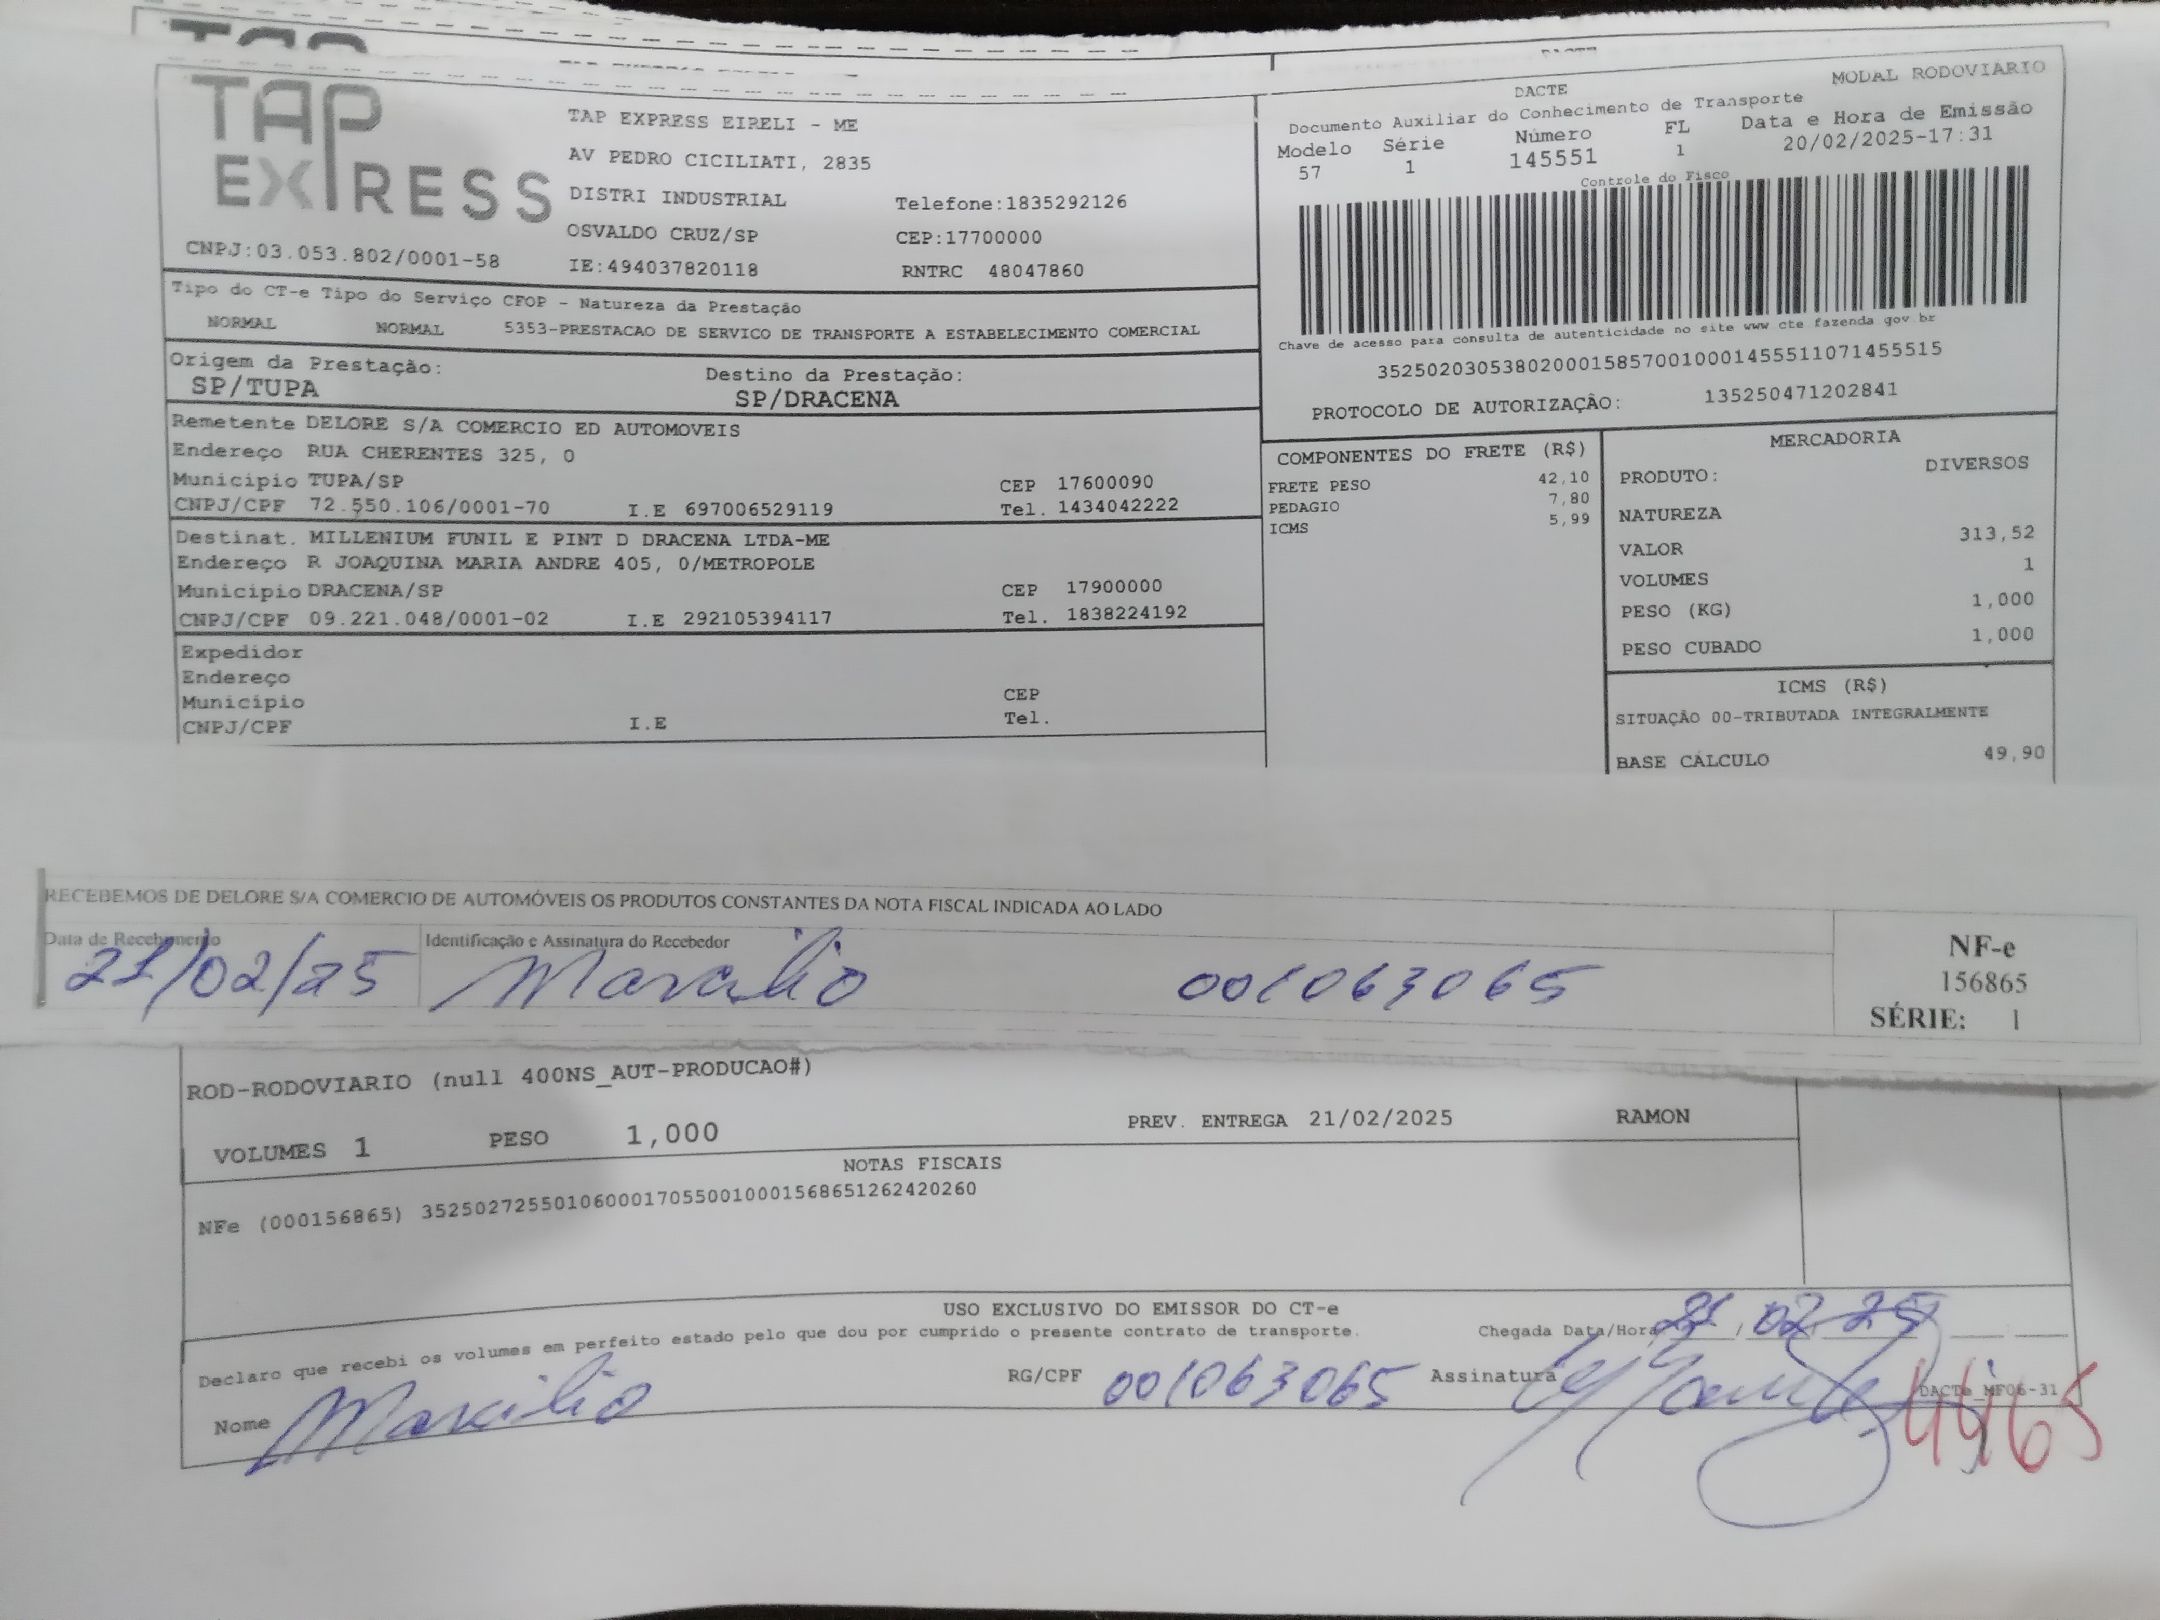 TAP EXPRESS
TAP EXPRESS EIRELI - ME
AV PEDRO CICILIATI, 2835
DISTRI INDUSTRIAL Telefone:1835292126
OSVALDO CRUZ/SP CEP:17700000
CNPJ:03.053.802/0001-58 IE:494037820118 RNTRC 48047860
DACTE MODAL RODOVIARIO
Documento Auxiliar do Conhecimento de Transporte
Modelo Série Número FL Data e Hora de Emissão
57 1 145551 1 20/02/2025-17:31
Controle do Fisco
Chave de acesso para consulta de autenticidade no site www cte fazenda gov br
35250203053802000158570010001455511071455515
PROTOCOLO DE AUTORIZAÇÃO: 135250471202841
Tipo do CT-e Tipo do Serviço CFOP - Natureza da Prestação
NORMAL NORMAL 5353-PRESTACAO DE SERVICO DE TRANSPORTE A ESTABELECIMENTO COMERCIAL
Origem da Prestação: Destino da Prestação:
SP/TUPA SP/DRACENA
Remetente DELORE S/A COMERCIO ED AUTOMOVEIS
Endereço RUA CHERENTES 325, 0
Município TUPA/SP CEP 17600090
CNPJ/CPF 72.550.106/0001-70 I.E 697006529119 Tel. 1434042222
Destinat. MILLENIUM FUNIL E PINT D DRACENA LTDA-ME
Endereço R JOAQUINA MARIA ANDRE 405, 0/METROPOLE
Município DRACENA/SP CEP 17900000
CNPJ/CPF 09.221.048/0001-02 I.E 292105394117 Tel. 1838224192
Expedidor
Endereço
Município CEP
CNPJ/CPF I.E Tel.
COMPONENTES DO FRETE (R$)
FRETE PESO 42,10
PEDAGIO 7,80
ICMS 5,99
MERCADORIA
PRODUTO: DIVERSOS
NATUREZA
VALOR 313,52
VOLUMES 1
PESO (KG) 1,000
PESO CUBADO 1,000
ICMS (R$)
SITUAÇÃO 00-TRIBUTADA INTEGRALMENTE
BASE CÁLCULO 49,90
RECEBEMOS DE DELORE S/A COMERCIO DE AUTOMÓVEIS OS PRODUTOS CONSTANTES DA NOTA FISCAL INDICADA AO LADO
Data de Recebimento Identificação e Assinatura do Recebedor
21/02/25 Marcilio 001063065
NF-e
156865
SÉRIE: 1
ROD-RODOVIARIO (null 400NS_AUT-PRODUCAO#)
VOLUMES 1 PESO 1,000 PREV. ENTREGA 21/02/2025 RAMON
NOTAS FISCAIS
NFe (000156865) 35250272550106000170550010001568651262420260
USO EXCLUSIVO DO EMISSOR DO CT-e
Declaro que recebi os volumes em perfeito estado pelo que dou por cumprido o presente contrato de transporte. Chegada Data/Hora 21/02/25
Nome Marcilio RG/CPF 001063065 Assinatura
DACTe_MF06-31